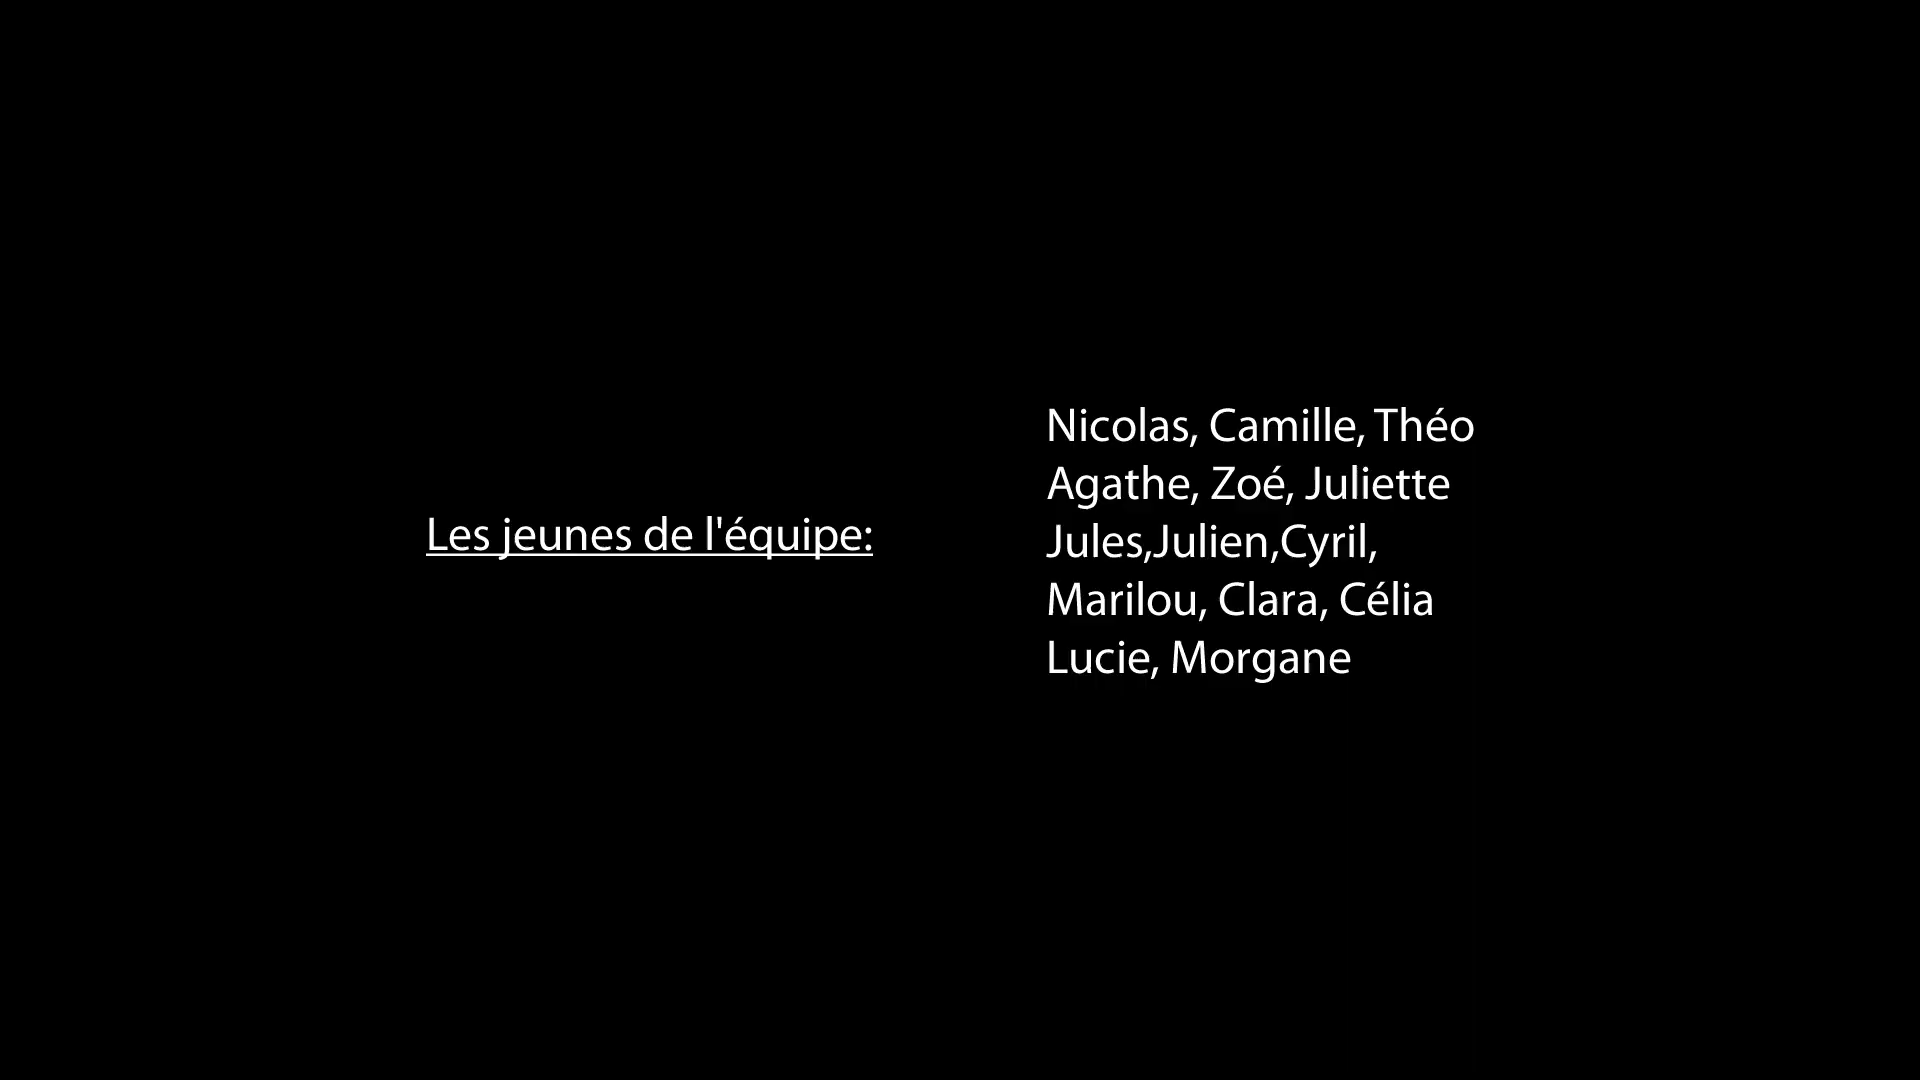 Les jeunes de l'équipe:
Nicolas, Camille, Théo
Agathe, Zoé, Juliette
Jules,Julien,Cyril,
Marilou, Clara, Célia
Lucie, Morgane